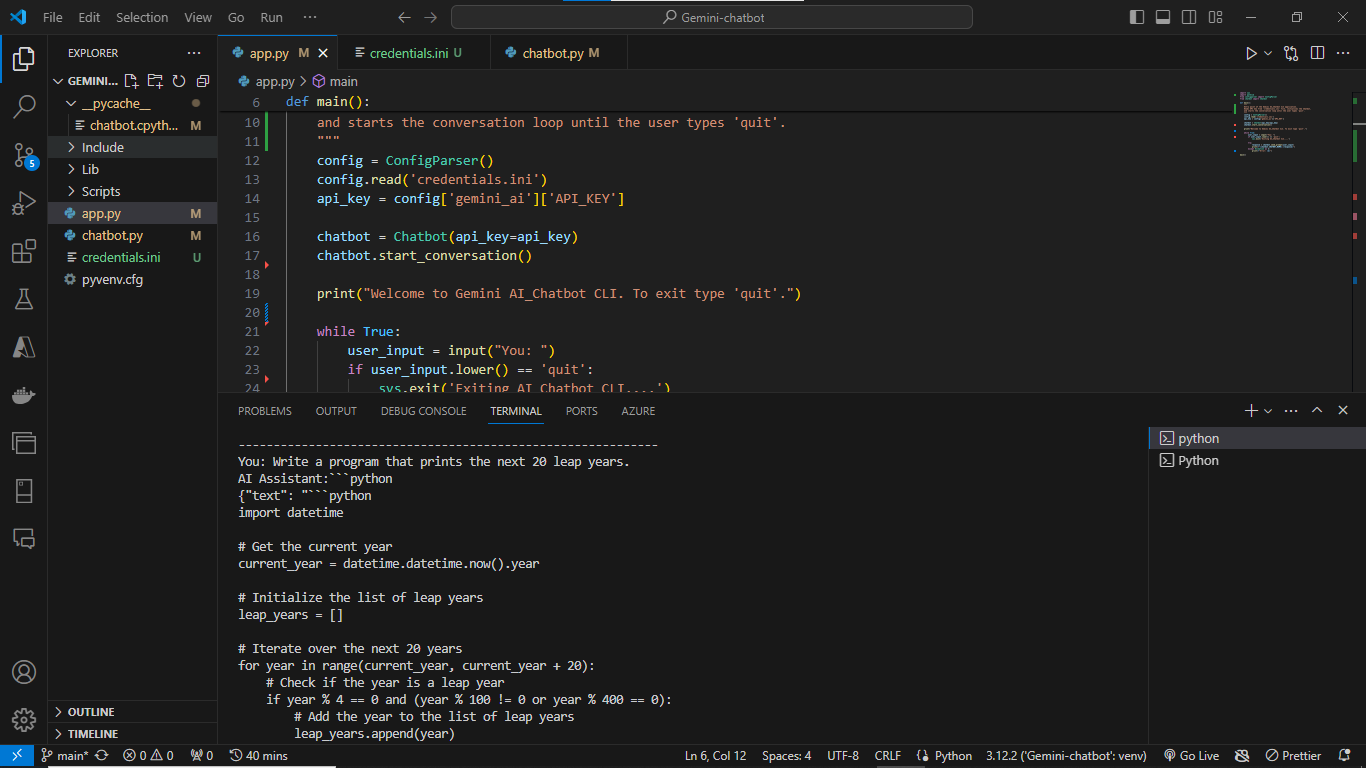 File Edit Selection View Go Run ··· Gemini-chatbot
EXPLORER ···
GEMINI...
__pycache__
chatbot.cpyth... M
Include
Lib
Scripts
app.py M
chatbot.py M
credentials.ini U
pyvenv.cfg
OUTLINE
TIMELINE
5
app.py M credentials.ini U chatbot.py M
app.py > main
6 def main():
10 and starts the conversation loop until the user types 'quit'.
11 """
12 config = ConfigParser()
13 config.read('credentials.ini')
14 api_key = config['gemini_ai']['API_KEY']
15
16 chatbot = Chatbot(api_key=api_key)
17 chatbot.start_conversation()
18
19 print("Welcome to Gemini AI_Chatbot CLI. To exit type 'quit'.")
20
21 while True:
22 user_input = input("You: ")
23 if user_input.lower() == 'quit':
24 sys.exit('Exiting AI Chatbot CLI....')
PROBLEMS OUTPUT DEBUG CONSOLE TERMINAL PORTS AZURE
------------------------------------------------------------
You: Write a program that prints the next 20 leap years.
AI Assistant:```python
{"text": "```python
import datetime
# Get the current year
current_year = datetime.datetime.now().year
# Initialize the list of leap years
leap_years = []
# Iterate over the next 20 years
for year in range(current_year, current_year + 20):
# Check if the year is a leap year
if year % 4 == 0 and (year % 100 != 0 or year % 400 == 0):
# Add the year to the list of leap years
leap_years.append(year)
python
Python
main* 0 0 0 40 mins Ln 6, Col 12 Spaces: 4 UTF-8 CRLF Python 3.12.2 ('Gemini-chatbot': venv) Go Live Prettier